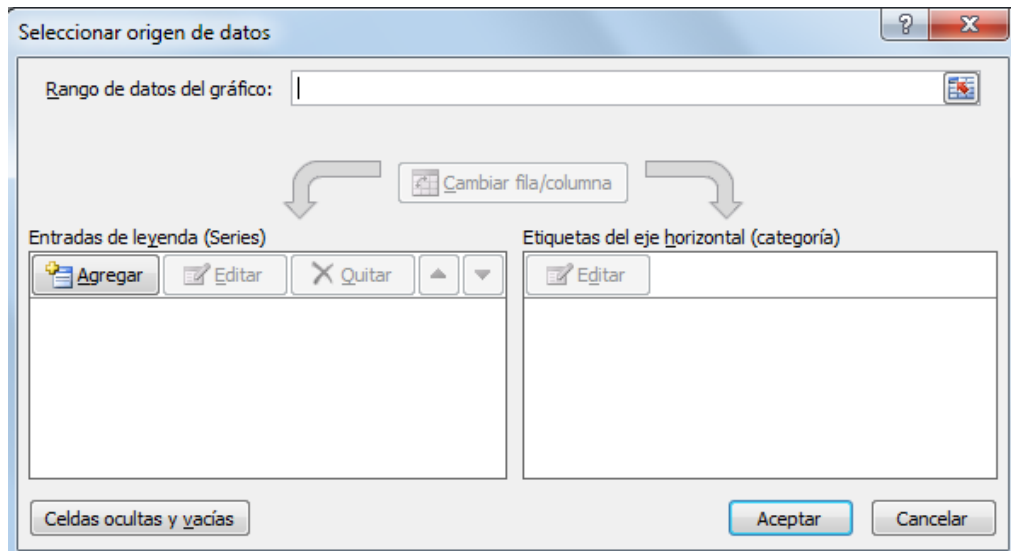 Seleccionar origen de datos
Rango de datos del gráfico:
Cambiar fila/columna
Entradas de leyenda (Series)
Etiquetas del eje horizontal (categoría)
Agregar Editar Quitar
Editar
Celdas ocultas y vacías
Aceptar Cancelar